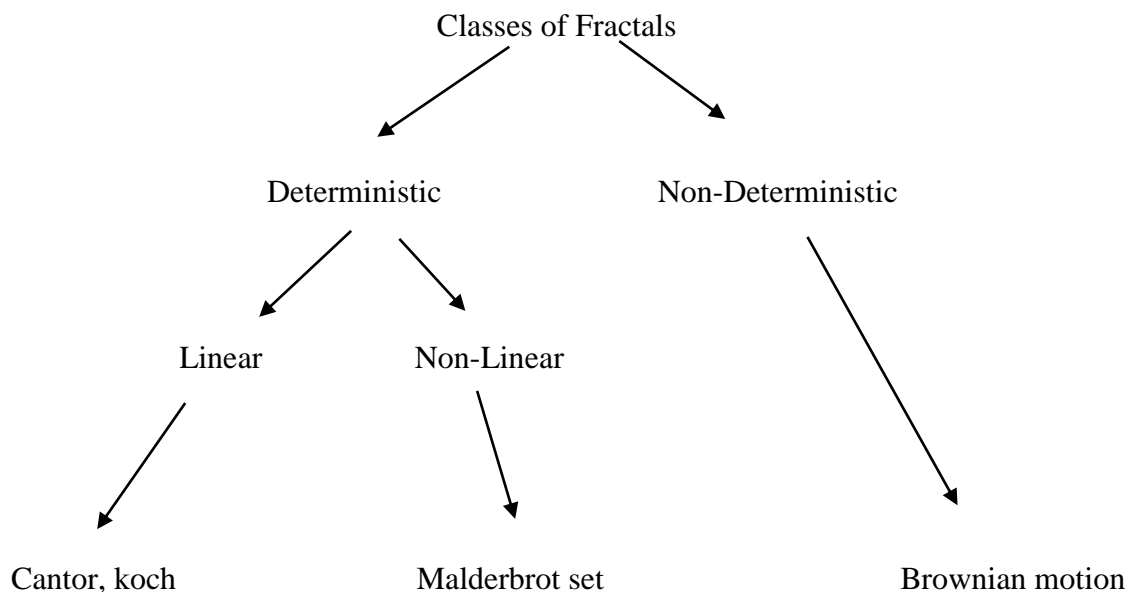 Classes of Fractals
Deterministic
Non-Deterministic
Linear
Non-Linear
Cantor, koch
Malderbrot set
Brownian motion